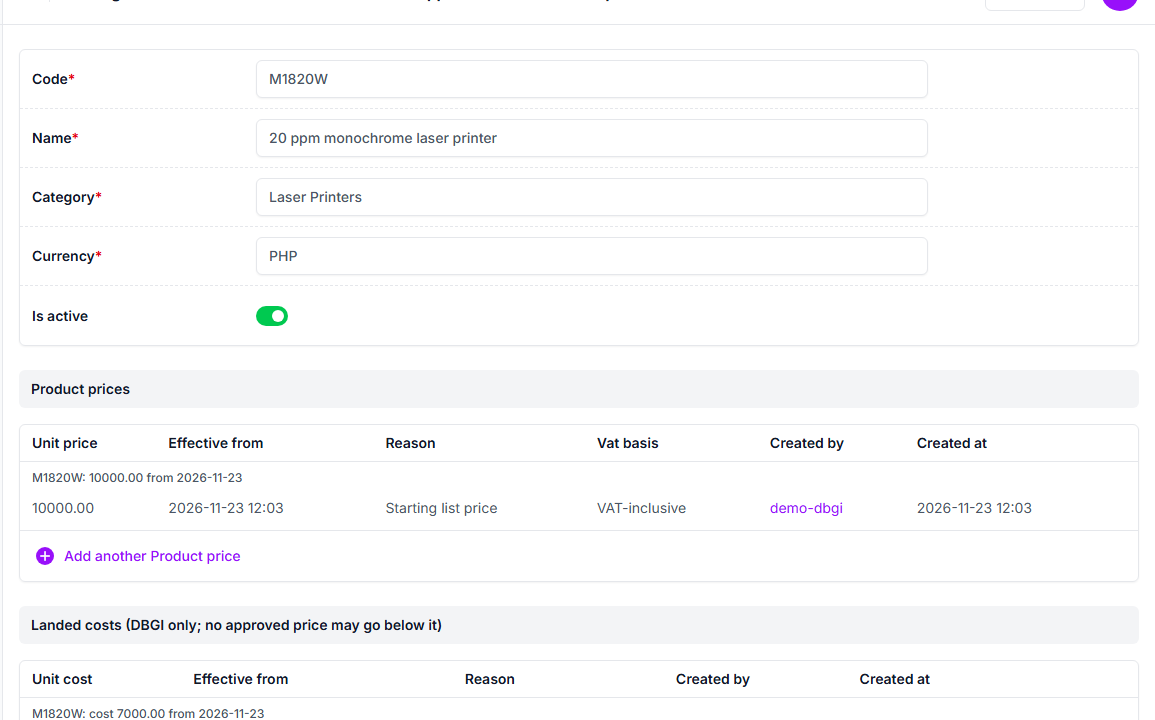 Code*
M1820W
Name*
20 ppm monochrome laser printer
Category*
Laser Printers
Currency*
PHP
Is active
Product prices
Unit price Effective from Reason Vat basis Created by Created at
M1820W: 10000.00 from 2026-11-23
10000.00 2026-11-23 12:03 Starting list price VAT-inclusive demo-dbgi 2026-11-23 12:03
Add another Product price
Landed costs (DBGI only; no approved price may go below it)
Unit cost Effective from Reason Created by Created at
M1820W: cost 7000.00 from 2026-11-23